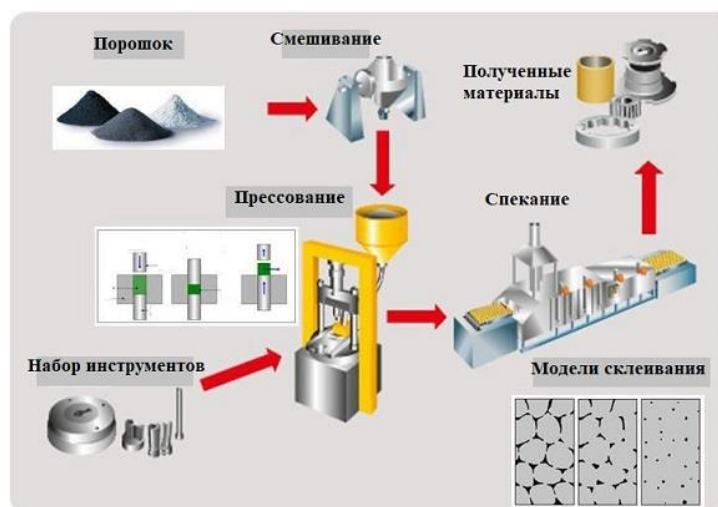 Порошок
Смешивание
Полученные
материалы
Прессование
Спекание
Набор инструментов
Модели склеивания